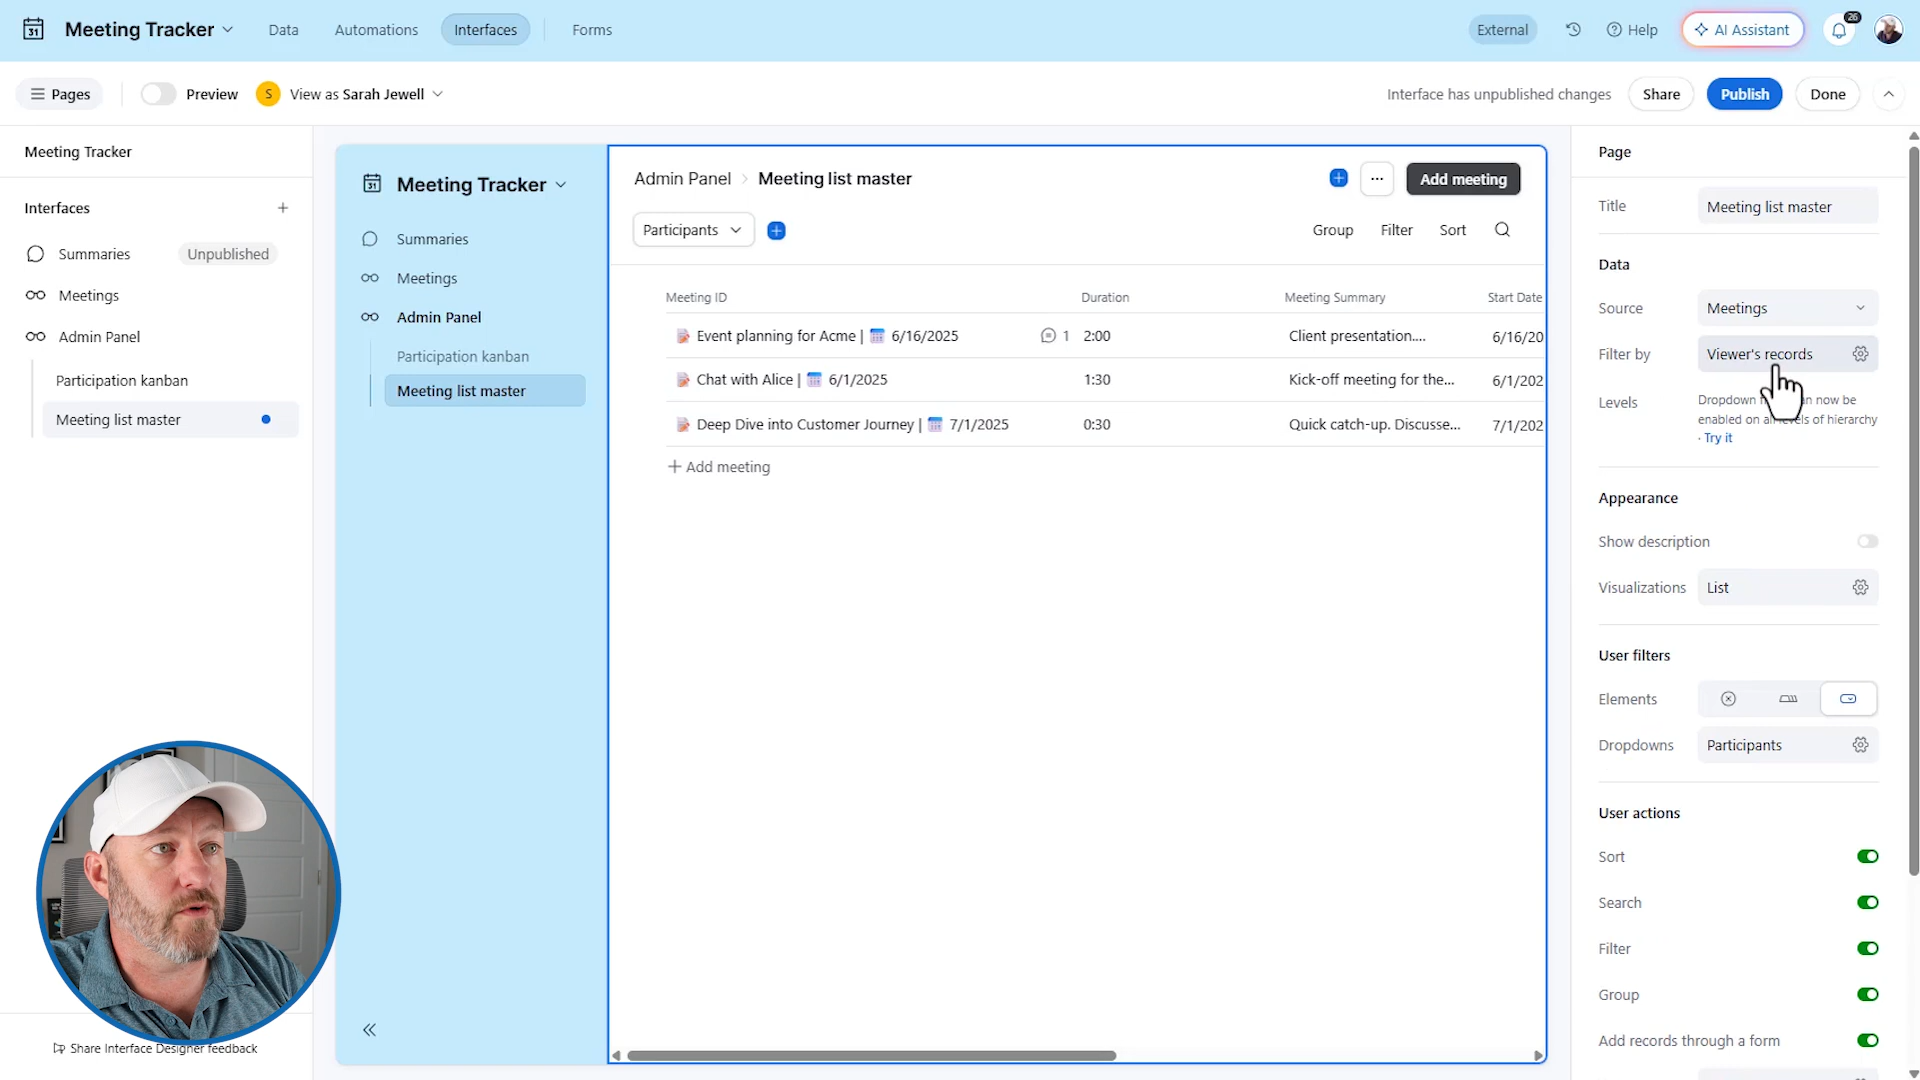 31 Meeting Tracker Data Automations Interfaces Forms External Help AI Assistant 26
Pages Preview S View as Sarah Jewell Interface has unpublished changes Share Publish Done
Meeting Tracker
Interfaces
Summaries Unpublished
Meetings
Admin Panel
Participation kanban
Meeting list master
Share Interface Designer feedback
31 Meeting Tracker
Summaries
Meetings
Admin Panel
Participation kanban
Meeting list master
Admin Panel Meeting list master ... Add meeting
Participants Group Filter Sort
Meeting ID Duration Meeting Summary Start Date
Event planning for Acme | 6/16/2025 1 2:00 Client presentation.... 6/16/20
Chat with Alice | 6/1/2025 1:30 Kick-off meeting for the... 6/1/202
Deep Dive into Customer Journey | 7/1/2025 0:30 Quick catch-up. Discusse... 7/1/202
Add meeting
Page
Title Meeting list master
Data
Source Meetings
Filter by Viewer's records
Levels Dropdown now be
enabled on levels of hierarchy
· Try it
Appearance
Show description
Visualizations List
User filters
Elements
Dropdowns Participants
User actions
Sort
Search
Filter
Group
Add records through a form